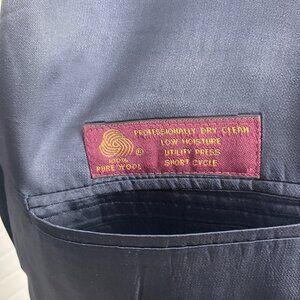 PROFESSIONALLY DRY CLEAN
LOW MOISTURE
UTILITY PRESS
SHORT CYCLE
100%
®
PURE WOOL